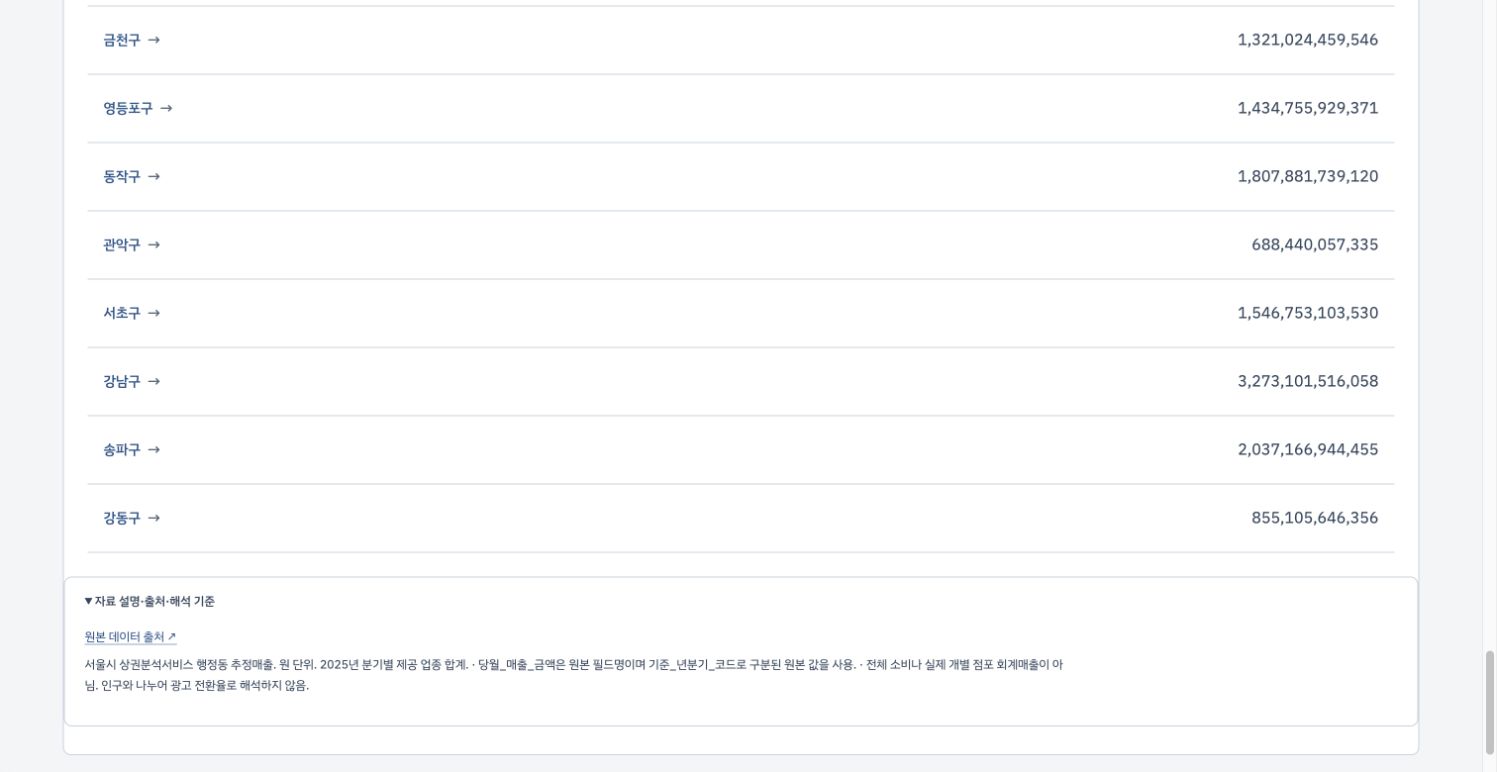 금천구 →
1,321,024,459,546
영등포구 →
1,434,755,929,371
동작구 →
1,807,881,739,120
관악구 →
688,440,057,335
서초구 →
1,546,753,103,530
강남구 →
3,273,101,516,058
송파구 →
2,037,166,944,455
강동구 →
855,105,646,356
▼자료 설명·출처·해석 기준
원본 데이터 출처 ↗
서울시 상권분석서비스 행정동 추정매출. 원 단위. 2025년 분기별 제공 업종 합계. · 당월_매출_금액은 원본 필드명이며 기준_년분기_코드로 구분된 원본 값을 사용. · 전체 소비나 실제 개별 점포 회계매출이 아
님. 인구와 나누어 광고 전환율로 해석하지 않음.